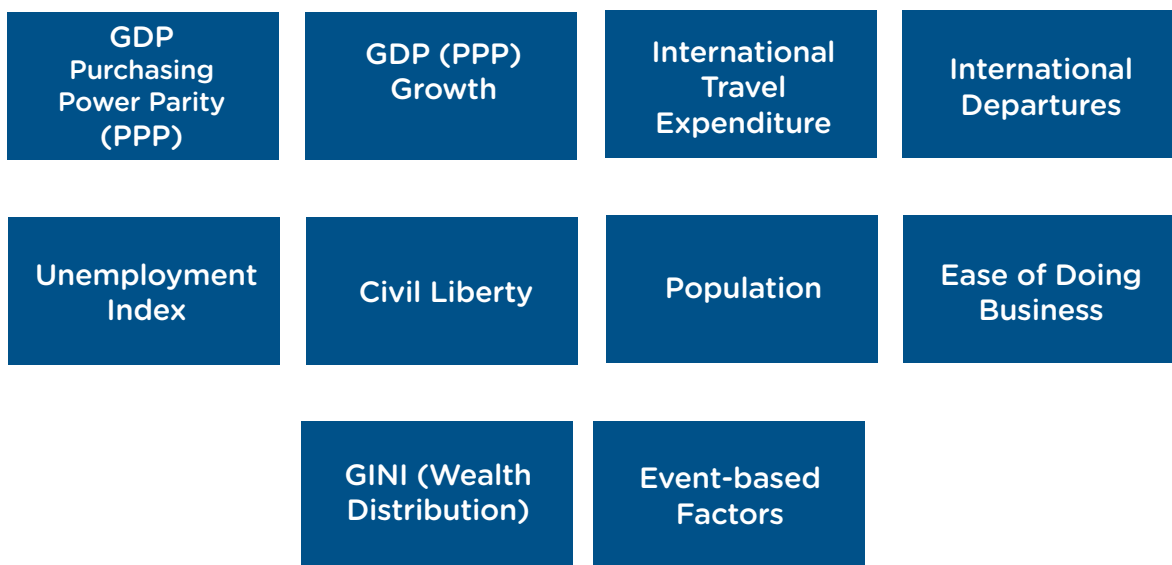 GDP
Purchasing
Power Parity
(PPP)
GDP (PPP)
Growth
International
Travel
Expenditure
International
Departures
Unemployment
Index
Civil Liberty
Population
Ease of Doing
Business
GINI (Wealth
Distribution)
Event-based
Factors